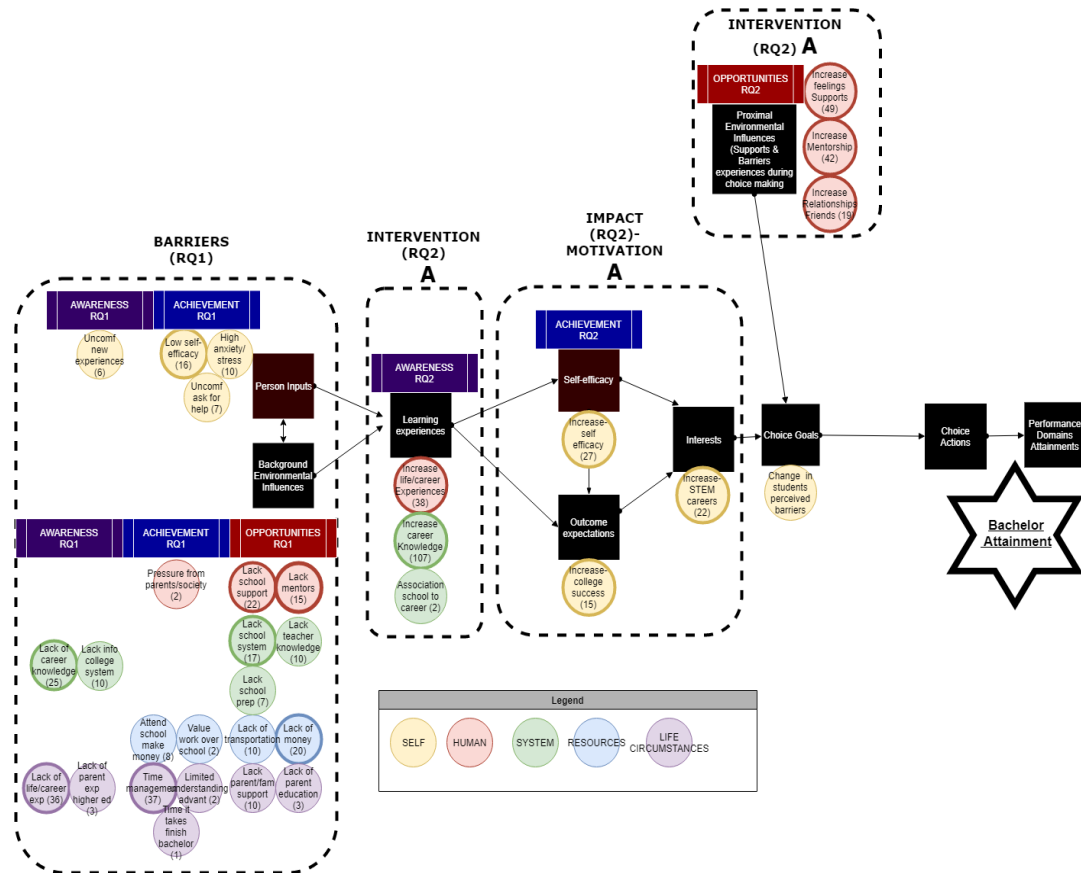 INTERVENTION
(RQ2) A
OPPORTUNITIES
RQ2
Proximal
Environmental
Influences
(Supports &
Barriers
experiences during
choice making
Increase
feelings
Supports
(49)
Increase
Mentorship
(42)
Increase
Relationships
Friends (19)
BARRIERS
(RQ1)
AWARENESS
RQ1
ACHIEVEMENT
RQ1
Uncomf
new
experiences
(6)
Low self-
efficacy
(16)
High
anxiety/
stress
(10)
Uncomf
ask for
help (7)
Person Inputs
Background
Environmental
Influences
AWARENESS
RQ1
ACHIEVEMENT
RQ1
OPPORTUNITIES
RQ1
Pressure from
parents/society
(2)
Lack
school
support
(22)
Lack
mentors
(15)
Lack of
career
knowledge
(25)
Lack info
college
system
(10)
Lack
school
system
(17)
Lack
teacher
knowledge
(10)
Lack
school
prep (7)
Attend
school
make
money (8)
Value
work over
school (2)
Lack of
transportation
(10)
Lack of
money
(20)
Lack of
life/career
exp (36)
Lack of
parent
exp
higher ed
(3)
Time
management
(37)
Limited
understanding
advant (2)
Lack
parent/fam
support
(10)
Lack of
parent
education
(3)
Time it
takes
finish
bachelor
(1)
INTERVENTION
(RQ2)
A
AWARENESS
RQ2
Learning
experiences
Increase
life/career
Experiences
(38)
Increase
career
Knowledge
(107)
Association
school to
career (2)
IMPACT
(RQ2)-
MOTIVATION
A
ACHIEVEMENT
RQ2
Self-efficacy
Increase-
self
efficacy
(27)
Outcome
expectations
Increase-
college
success
(15)
Interests
Increase-
STEM
careers
(22)
Choice Goals
Change in
students
perceived
barriers
Choice
Actions
Performance
Domains
Attainments
Bachelor
Attainment
Legend
SELF
HUMAN
SYSTEM
RESOURCES
LIFE
CIRCUMSTANCES